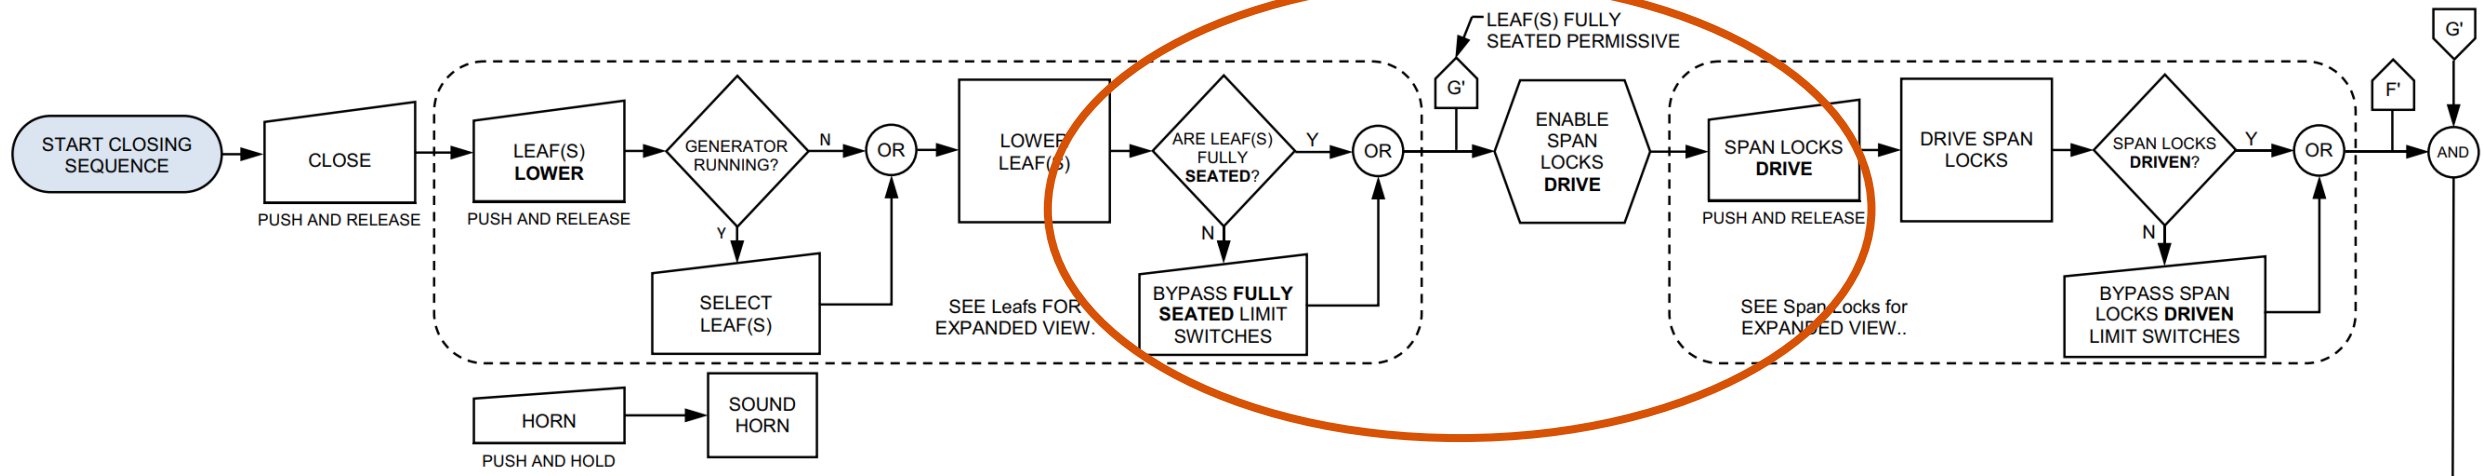 START CLOSING
SEQUENCE
CLOSE
PUSH AND RELEASE
LEAF(S)
LOWER
PUSH AND RELEASE
GENERATOR
RUNNING?
N
Y
SELECT
LEAF(S)
OR
LOWER
LEAF(S)
SEE Leafs FOR
EXPANDED VIEW.
ARE LEAF(S)
FULLY
SEATED?
Y
N
BYPASS FULLY
SEATED LIMIT
SWITCHES
OR
LEAF(S) FULLY
SEATED PERMISSIVE
G'
ENABLE
SPAN
LOCKS
DRIVE
SPAN LOCKS
DRIVE
PUSH AND RELEASE
DRIVE SPAN
LOCKS
SEE Span Locks for
EXPANDED VIEW..
SPAN LOCKS
DRIVEN?
Y
N
BYPASS SPAN
LOCKS DRIVEN
LIMIT SWITCHES
OR
F'
G'
AND
HORN
PUSH AND HOLD
SOUND
HORN